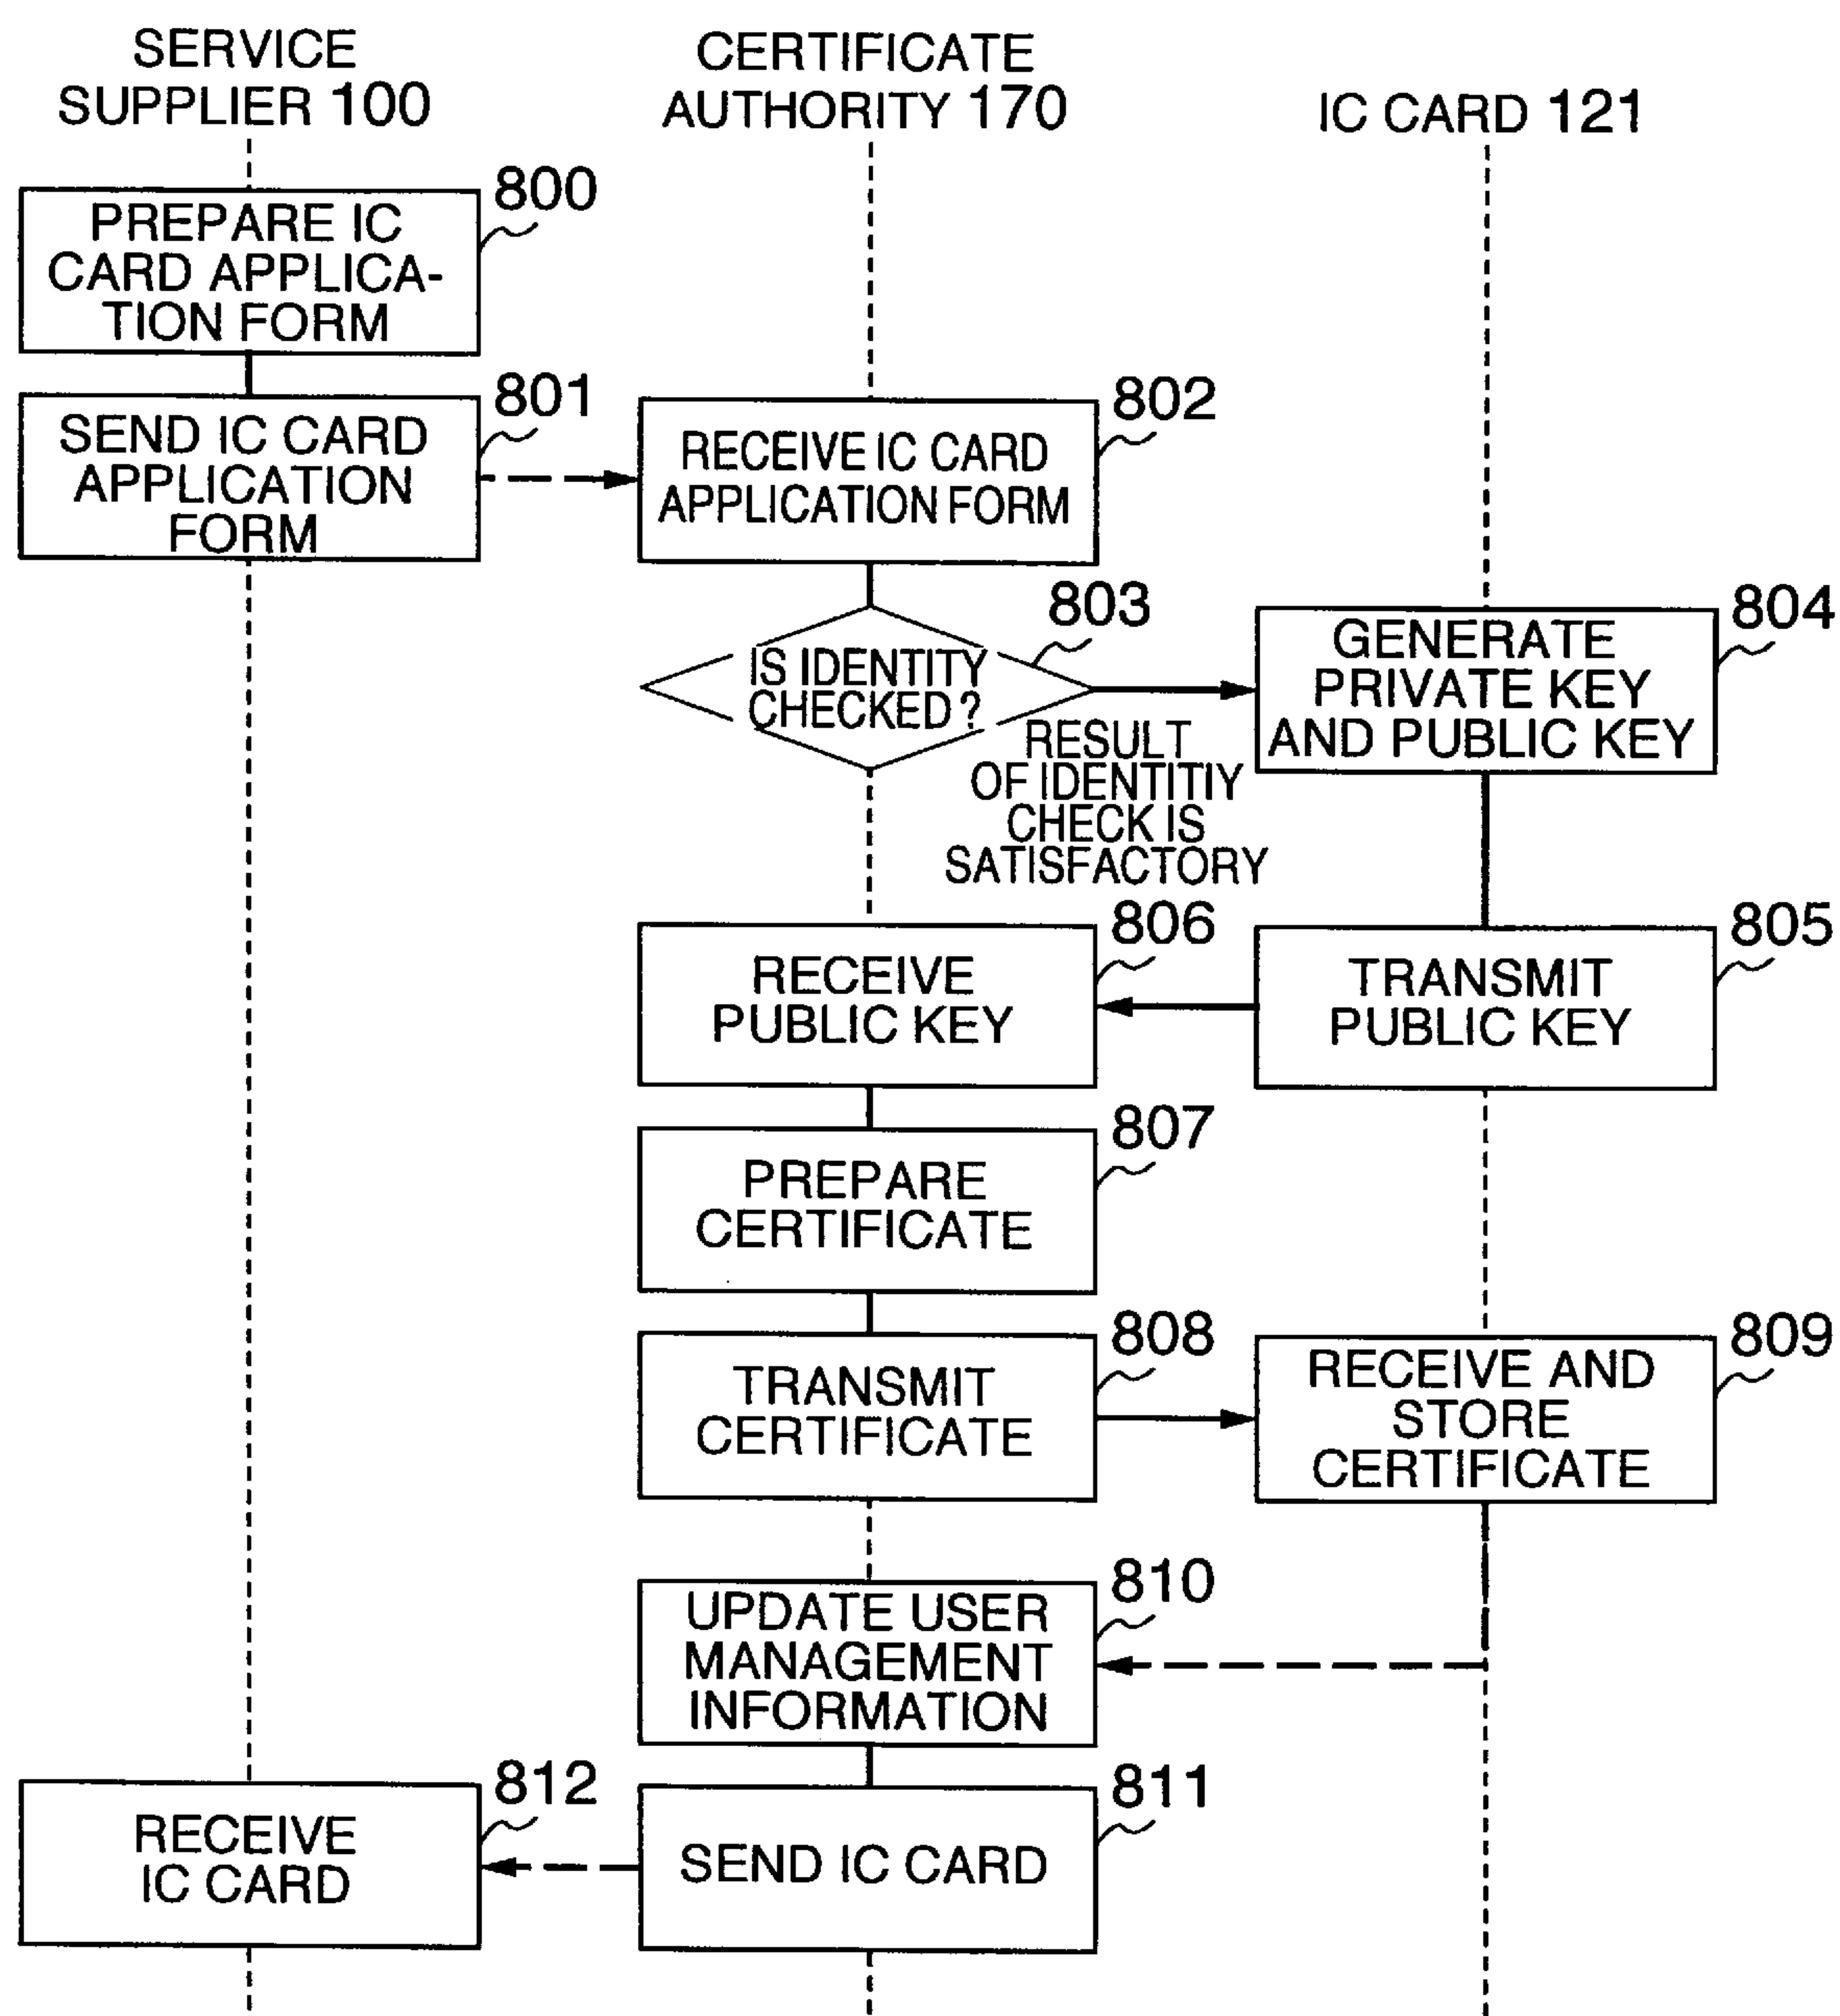 SERVICE
SUPPLIER 100
CERTIFICATE
AUTHORITY 170
IC CARD 121
800
PREPARE IC
CARD APPLICA-
TION FORM
801
SEND IC CARD
APPLICATION
FORM
802
RECEIVE IC CARD
APPLICATION FORM
803
IS IDENTITY
CHECKED ?
RESULT
OF IDENTITIY
CHECK IS
SATISFACTORY
804
GENERATE
PRIVATE KEY
AND PUBLIC KEY
805
TRANSMIT
PUBLIC KEY
806
RECEIVE
PUBLIC KEY
807
PREPARE
CERTIFICATE
808
TRANSMIT
CERTIFICATE
809
RECEIVE AND
STORE
CERTIFICATE
810
UPDATE USER
MANAGEMENT
INFORMATION
811
SEND IC CARD
812
RECEIVE
IC CARD